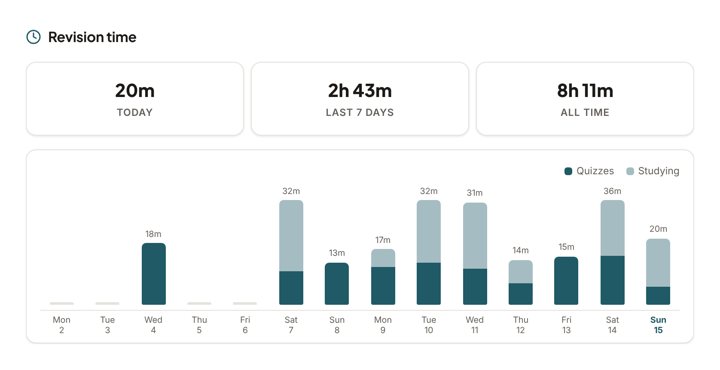 Revision time
20m
TODAY
2h 43m
LAST 7 DAYS
8h 11m
ALL TIME
Quizzes
Studying
18m
32m
13m
17m
32m
31m
14m
15m
36m
20m
Mon
2
Tue
3
Wed
4
Thu
5
Fri
6
Sat
7
Sun
8
Mon
9
Tue
10
Wed
11
Thu
12
Fri
13
Sat
14
Sun
15